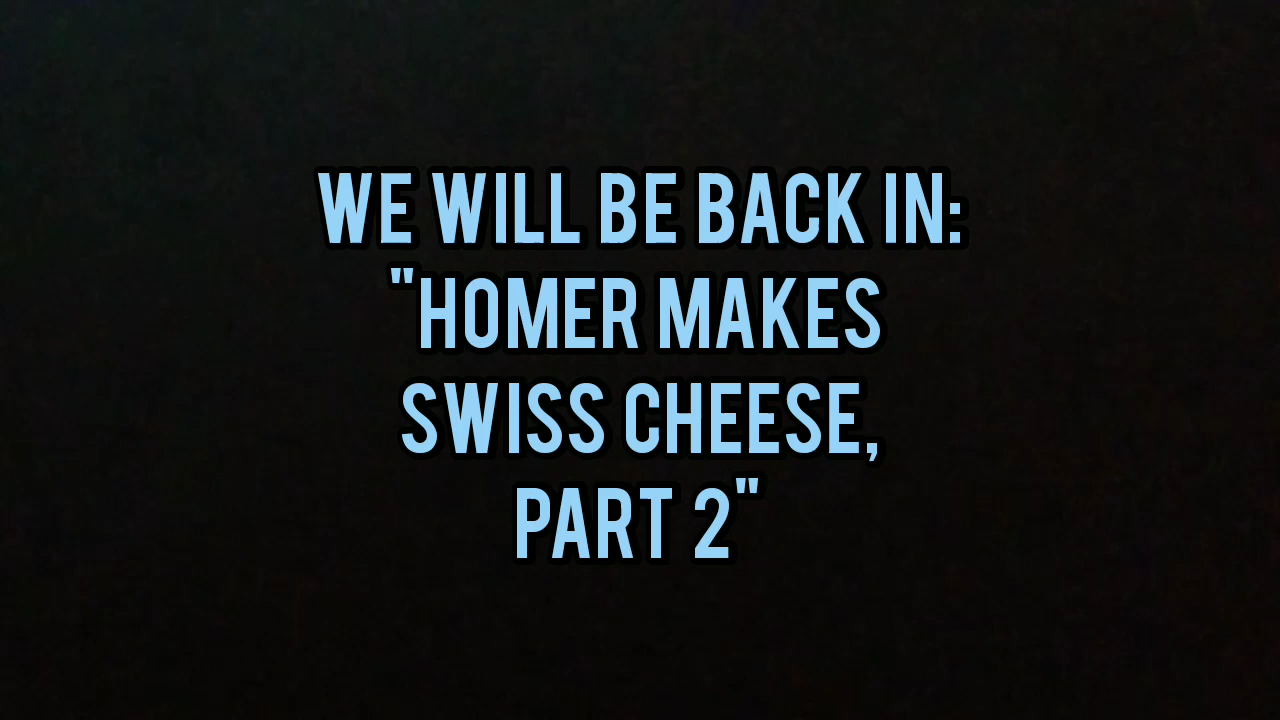 WE WILL BE BACK IN:
"HOMER MAKES
SWISS CHEESE,
PART 2"